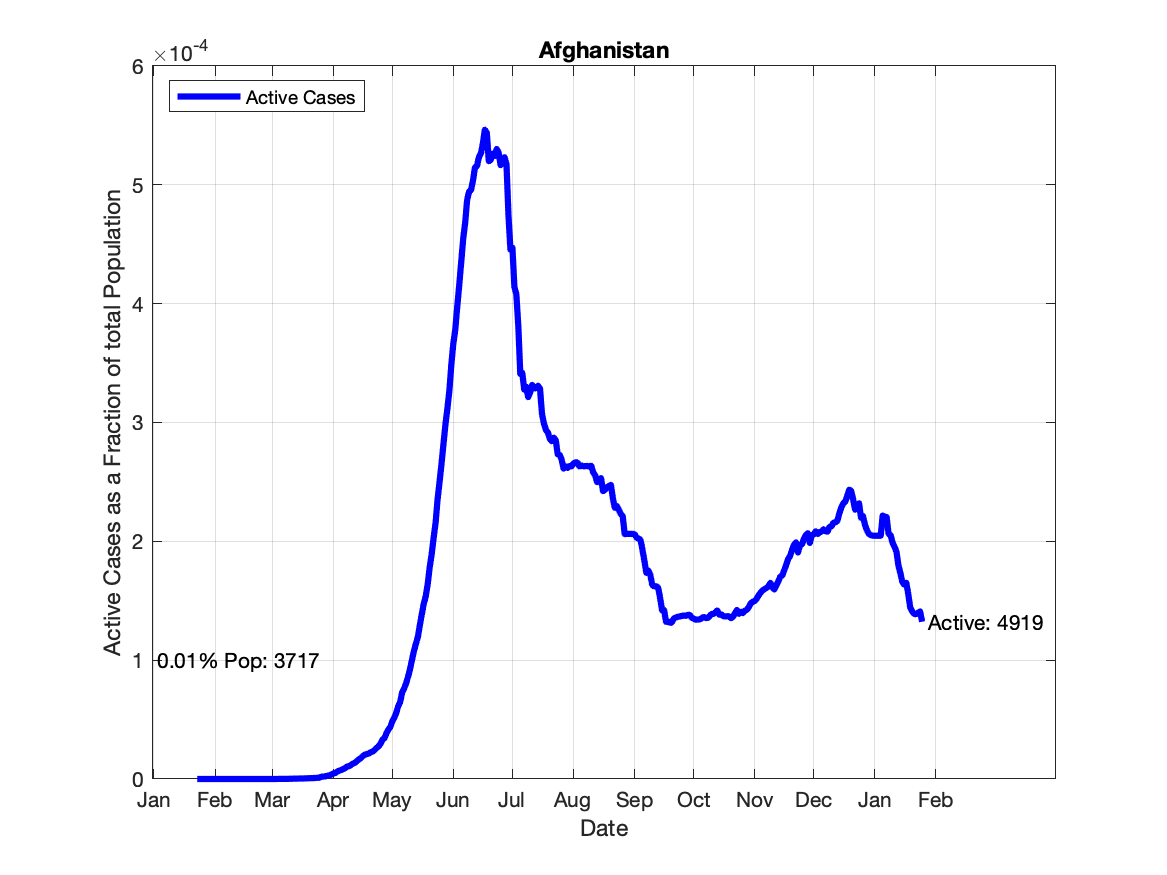 Afghanistan
×10-4
Active Cases
6
5
4
3
2
1
0
Active Cases as a Fraction of total Population
0.01% Pop: 3717
Active: 4919
Jan Feb Mar Apr May Jun Jul Aug Sep Oct Nov Dec Jan Feb
Date